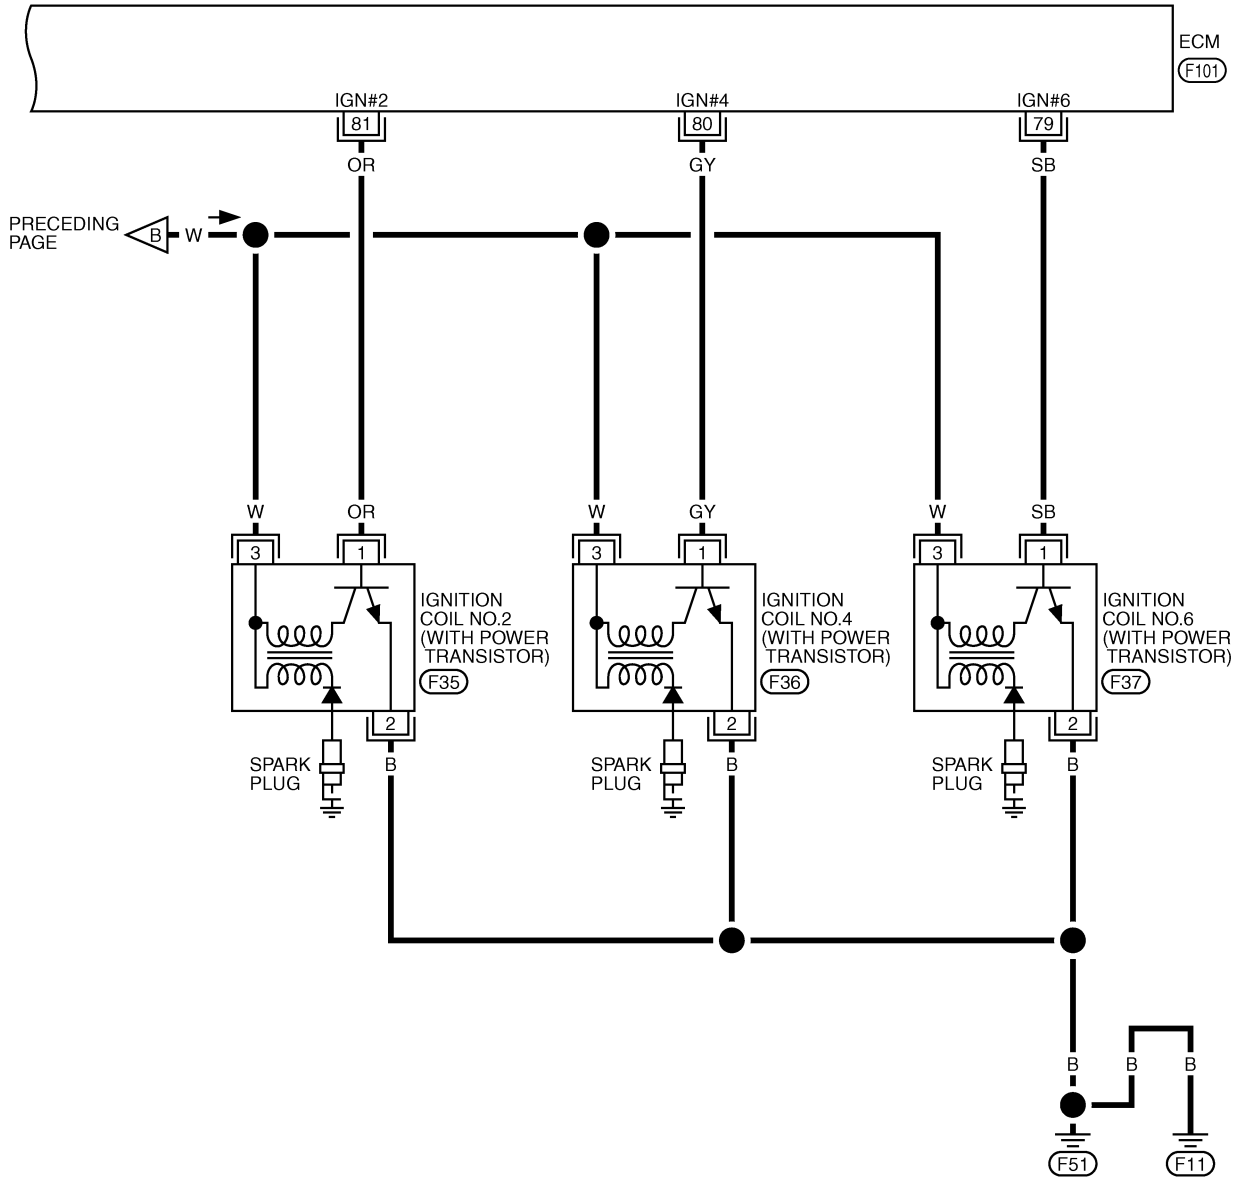 ECM
F101
IGN#2
IGN#4
IGN#6
81
80
79
OR
GY
SB
PRECEDING
PAGE
B
W
W
OR
W
GY
W
SB
3
1
3
1
3
1
IGNITION
COIL NO.2
(WITH POWER
TRANSISTOR)
F35
IGNITION
COIL NO.4
(WITH POWER
TRANSISTOR)
F36
IGNITION
COIL NO.6
(WITH POWER
TRANSISTOR)
F37
2
2
2
SPARK
PLUG
B
SPARK
PLUG
B
SPARK
PLUG
B
B
B
B
F51
F11